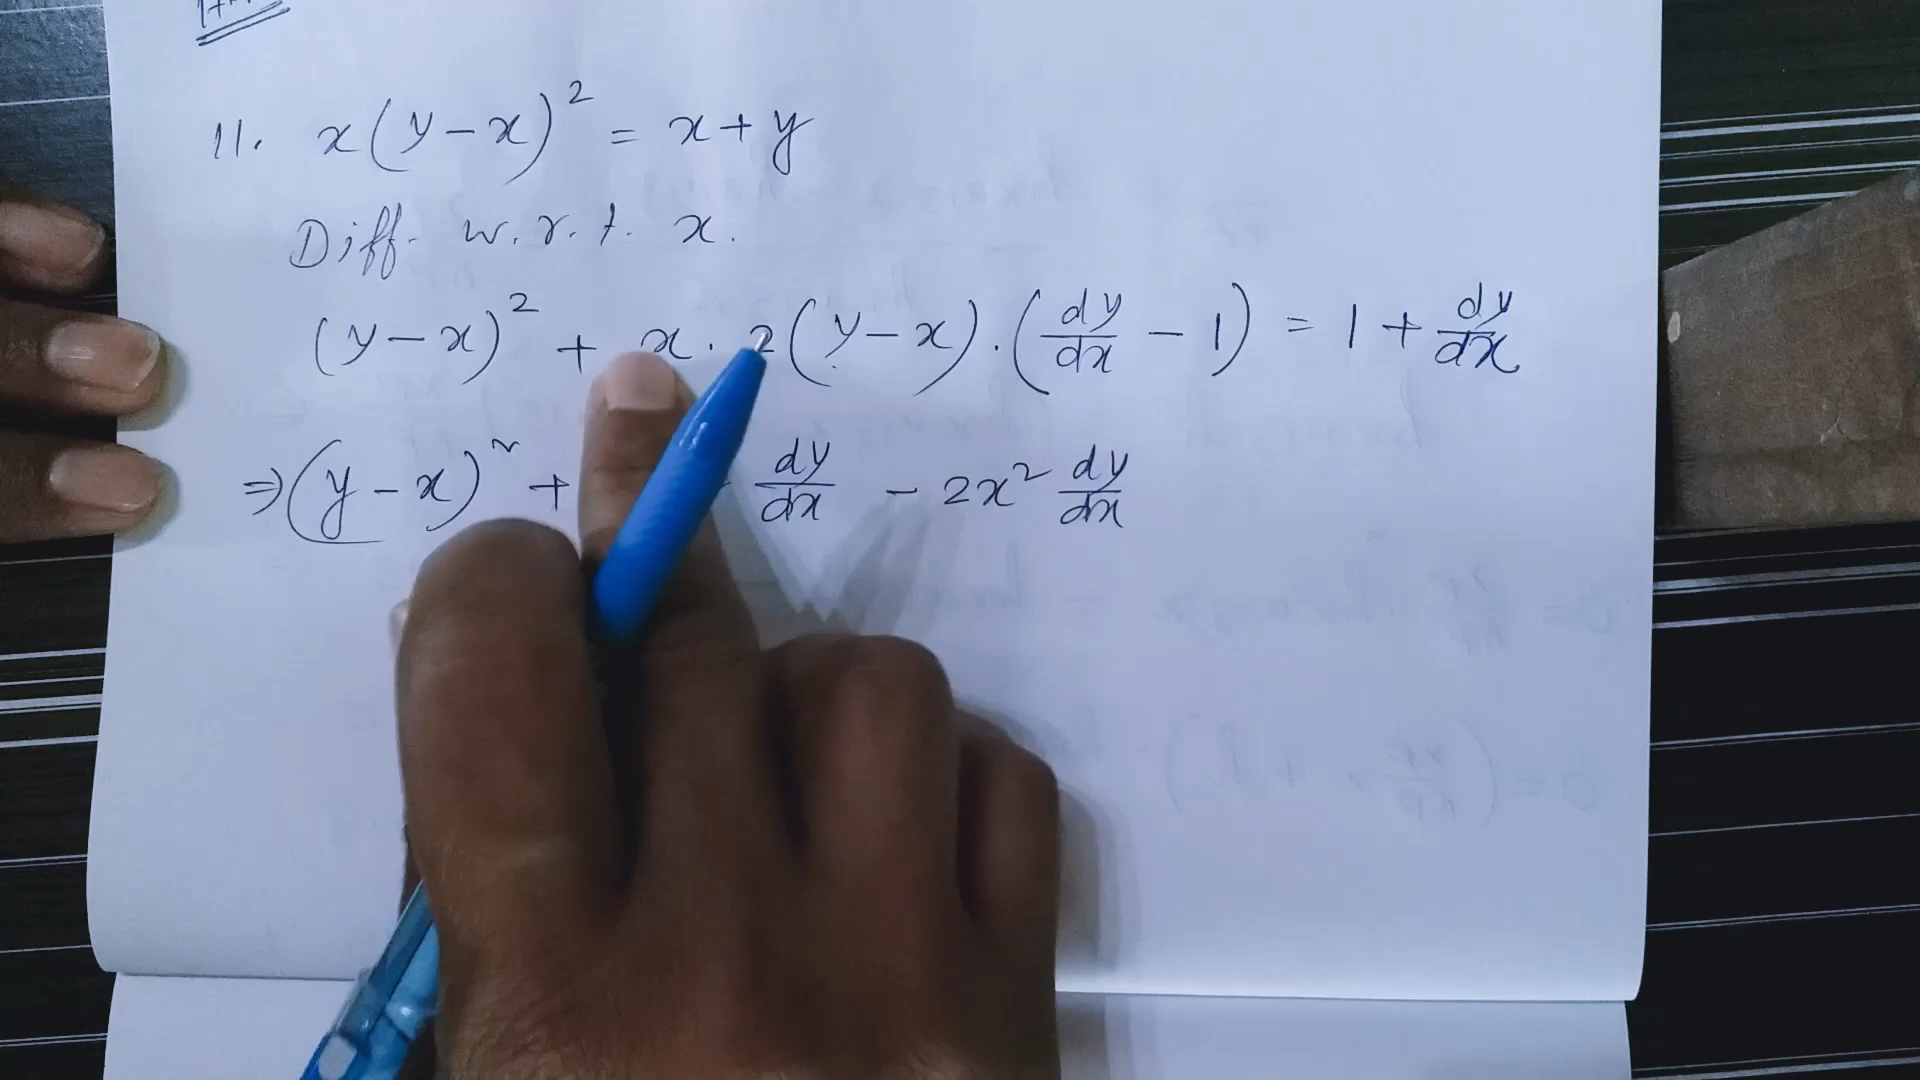 11. x(y-x)² = x+y
Diff. w.r.t. x.
(y-x)² + x. 2(y-x).(dy/dx - 1) = 1 + dy/dx
⇒(y-x)² + dy/dx - 2x² dy/dx